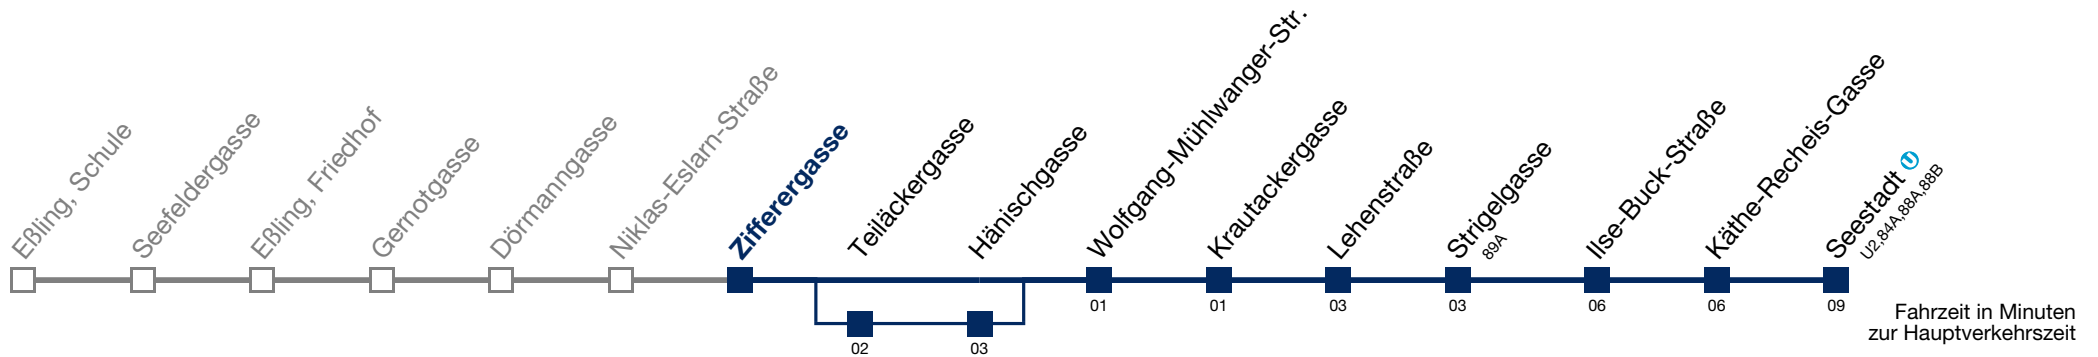 Eßling, Schule
Seefeldergasse
Eßling, Friedhof
Gernotgasse
Dörmanngasse
Niklas-Eslarn-Straße
Ziffererergasse
Teiläckergasse
Hänischgasse
Wolfgang-Mühlwanger-Str.
Krautackergasse
Lehenstraße
Strigelgasse
89A
Ilse-Buck-Straße
Käthe-Recheis-Gasse
Seestadt U
U2,84A,88A,88B
01
01
03
03
06
06
09
02
03
Fahrzeit in Minuten
zur Hauptverkehrszeit